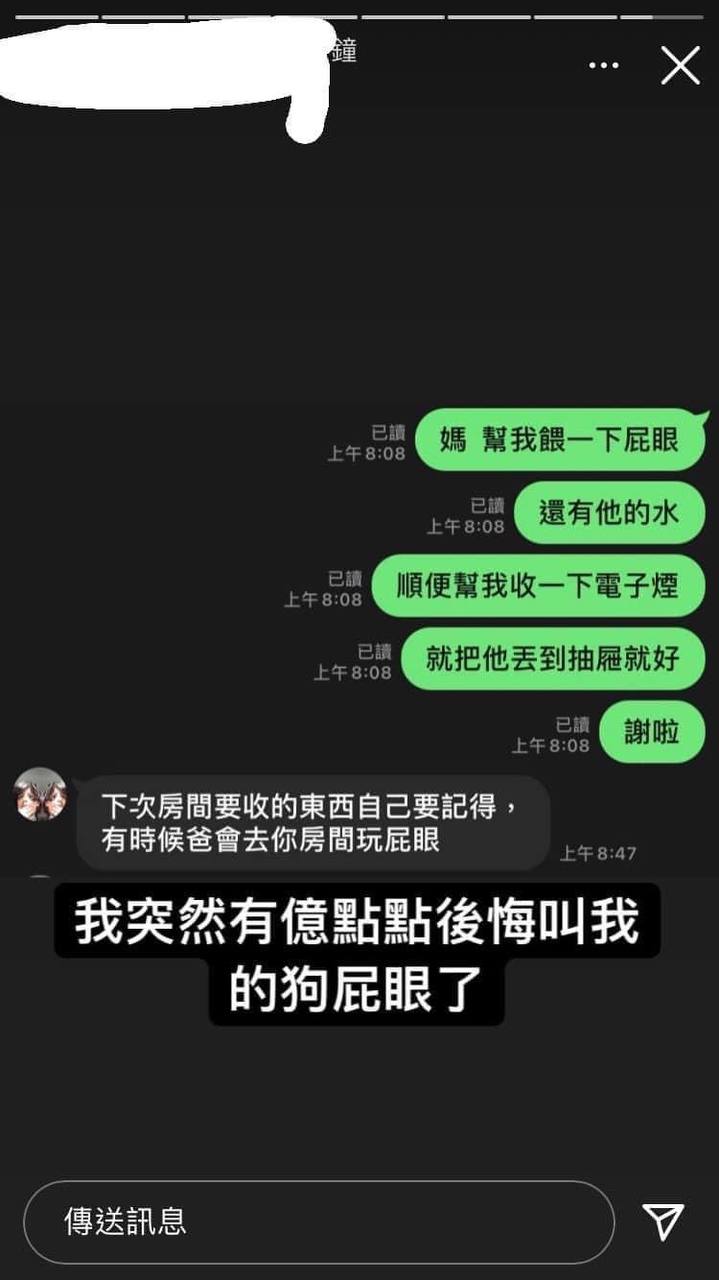 鐘
媽 幫我餵一下屁眼
已讀
上午8:08
還有他的水
已讀
上午8:08
順便幫我收一下電子煙
已讀
上午8:08
就把他丟到抽屜就好
已讀
上午8:08
謝啦
已讀
上午8:08
下次房間要收的東西自己要記得，
有時候爸會去你房間玩屁眼
上午8:47
我突然有億點點後悔叫我
的狗屁眼了
傳送訊息